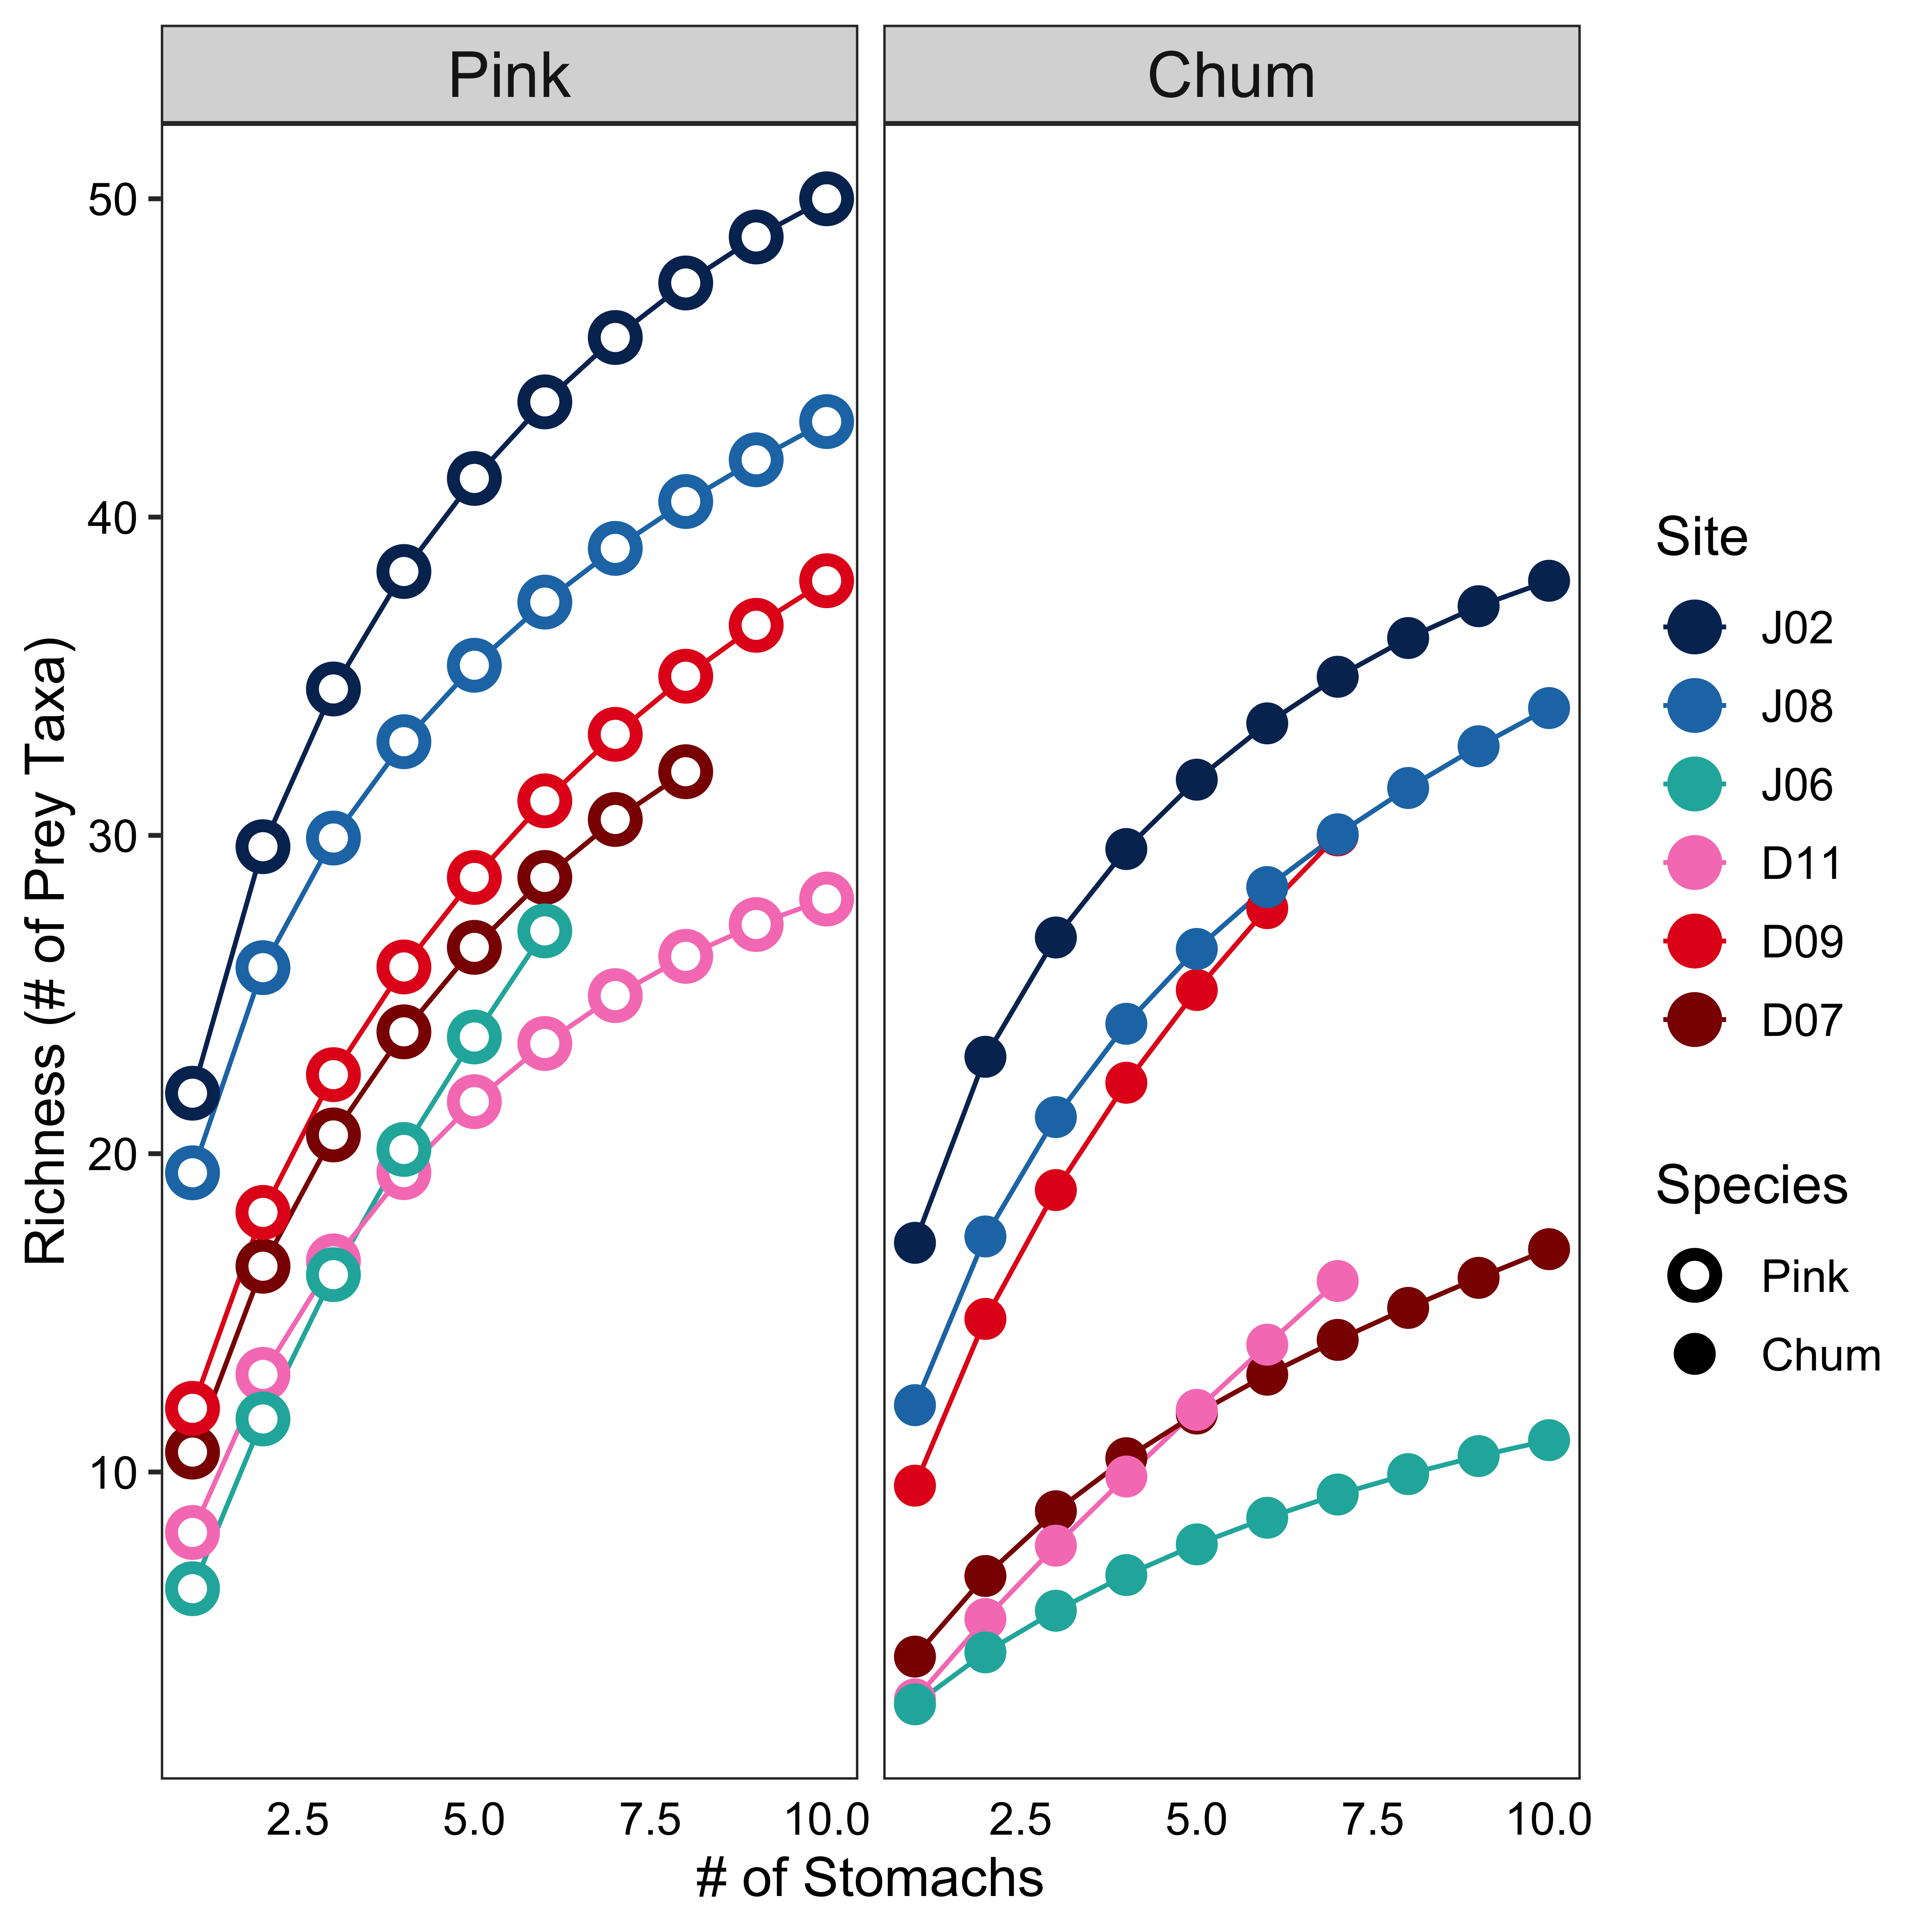 Pink
Chum
50
40
30
20
10
Richness (# of Prey Taxa)
2.5 5.0 7.5 10.0
2.5 5.0 7.5 10.0
# of Stomachs
Site
J02
J08
J06
D11
D09
D07
Species
Pink
Chum